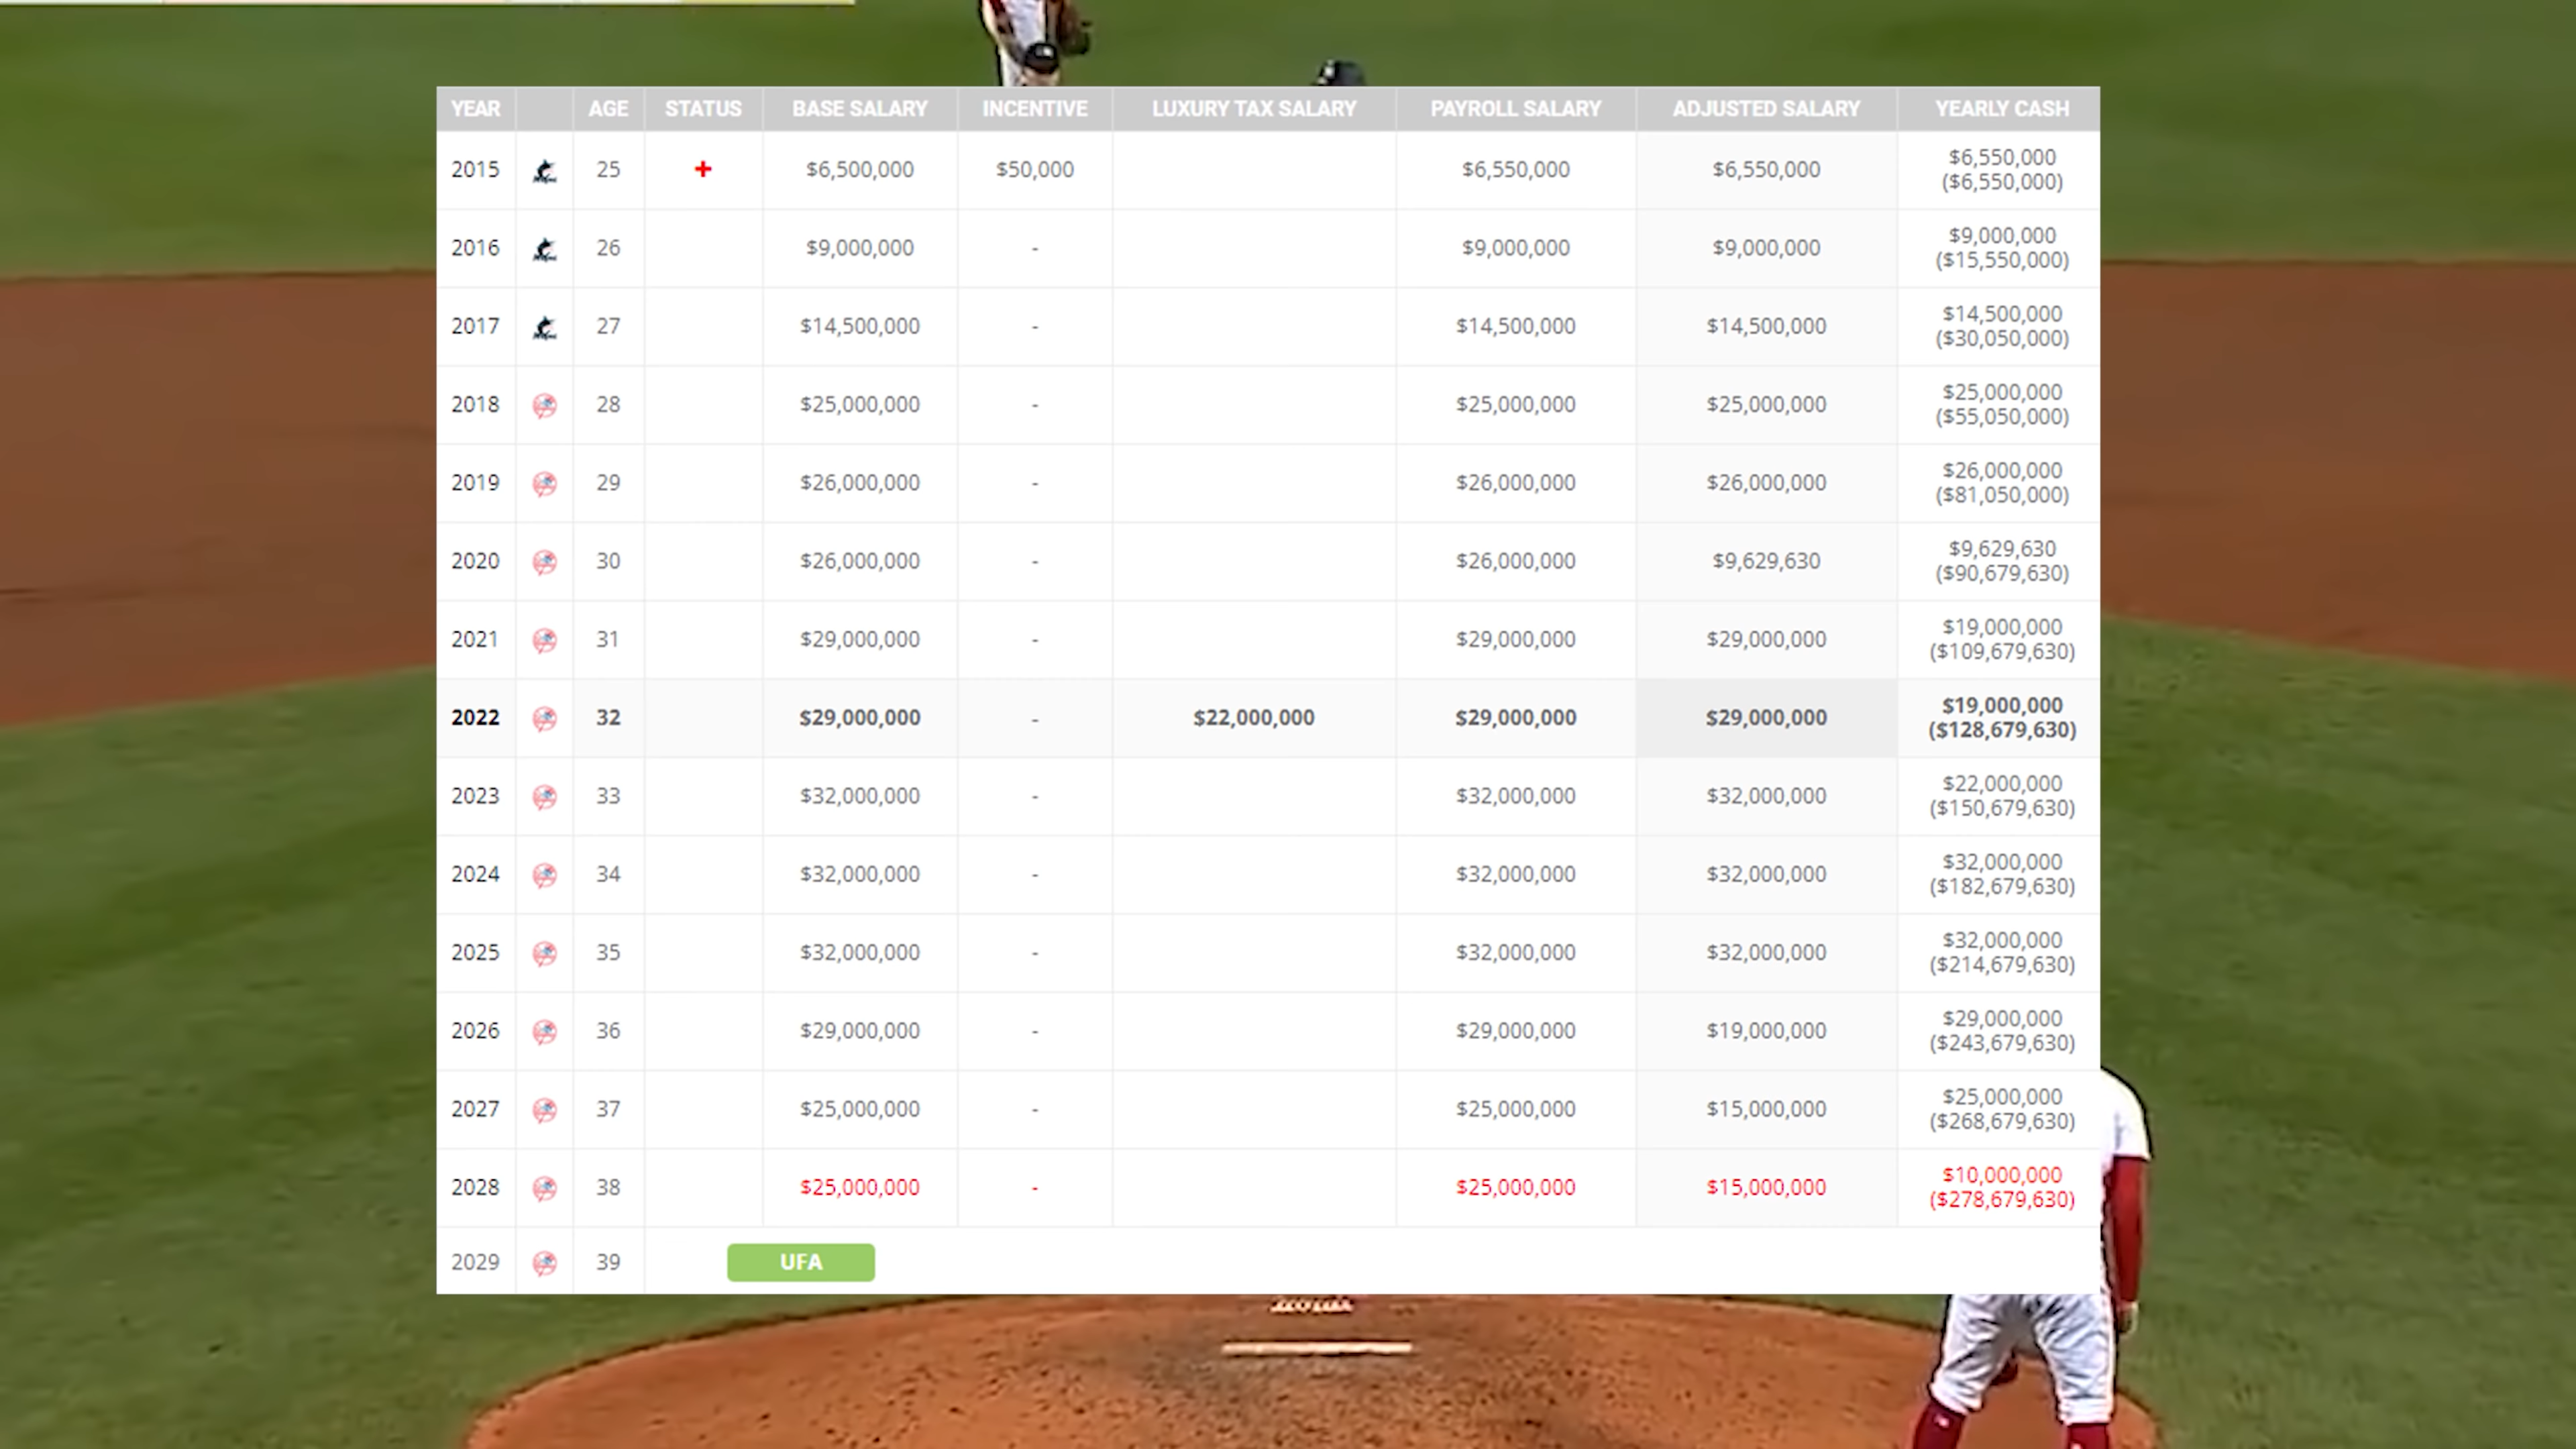 YEAR AGE STATUS BASE SALARY INCENTIVE LUXURY TAX SALARY PAYROLL SALARY ADJUSTED SALARY YEARLY CASH
2015 25 + $6,500,000 $50,000 $6,550,000 $6,550,000 $6,550,000
($6,550,000)
2016 26 $9,000,000 - $9,000,000 $9,000,000 $9,000,000
($15,550,000)
2017 27 $14,500,000 - $14,500,000 $14,500,000 $14,500,000
($30,050,000)
2018 28 $25,000,000 - $25,000,000 $25,000,000 $25,000,000
($55,050,000)
2019 29 $26,000,000 - $26,000,000 $26,000,000 $26,000,000
($81,050,000)
2020 30 $26,000,000 - $26,000,000 $9,629,630 $9,629,630
($90,679,630)
2021 31 $29,000,000 - $29,000,000 $29,000,000 $19,000,000
($109,679,630)
2022 32 $29,000,000 - $22,000,000 $29,000,000 $29,000,000 $19,000,000
($128,679,630)
2023 33 $32,000,000 - $32,000,000 $32,000,000 $22,000,000
($150,679,630)
2024 34 $32,000,000 - $32,000,000 $32,000,000 $32,000,000
($182,679,630)
2025 35 $32,000,000 - $32,000,000 $32,000,000 $32,000,000
($214,679,630)
2026 36 $29,000,000 - $29,000,000 $19,000,000 $29,000,000
($243,679,630)
2027 37 $25,000,000 - $25,000,000 $15,000,000 $25,000,000
($268,679,630)
2028 38 $25,000,000 - $25,000,000 $15,000,000 $10,000,000
($278,679,630)
2029 39 UFA